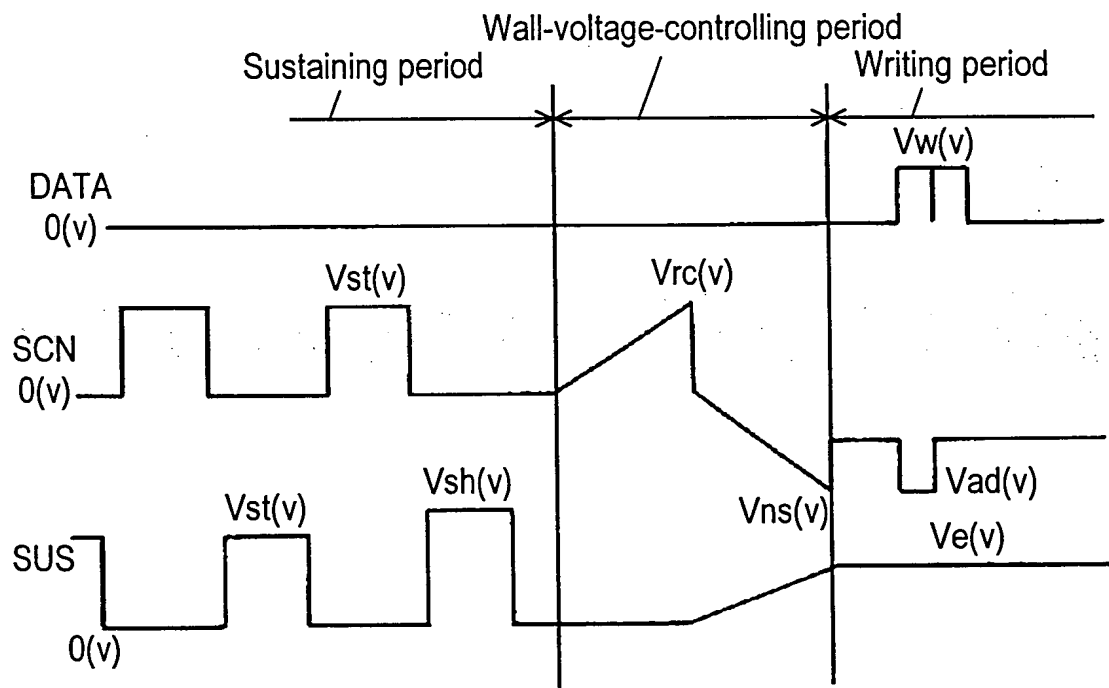 Wall-voltage-controlling period
Sustaining period
Writing period
Vw(v)
DATA
0(v)
Vst(v)
Vrc(v)
SCN
0(v)
Vsh(v)
Vst(v)
Vns(v)
Vad(v)
Ve(v)
SUS
0(v)